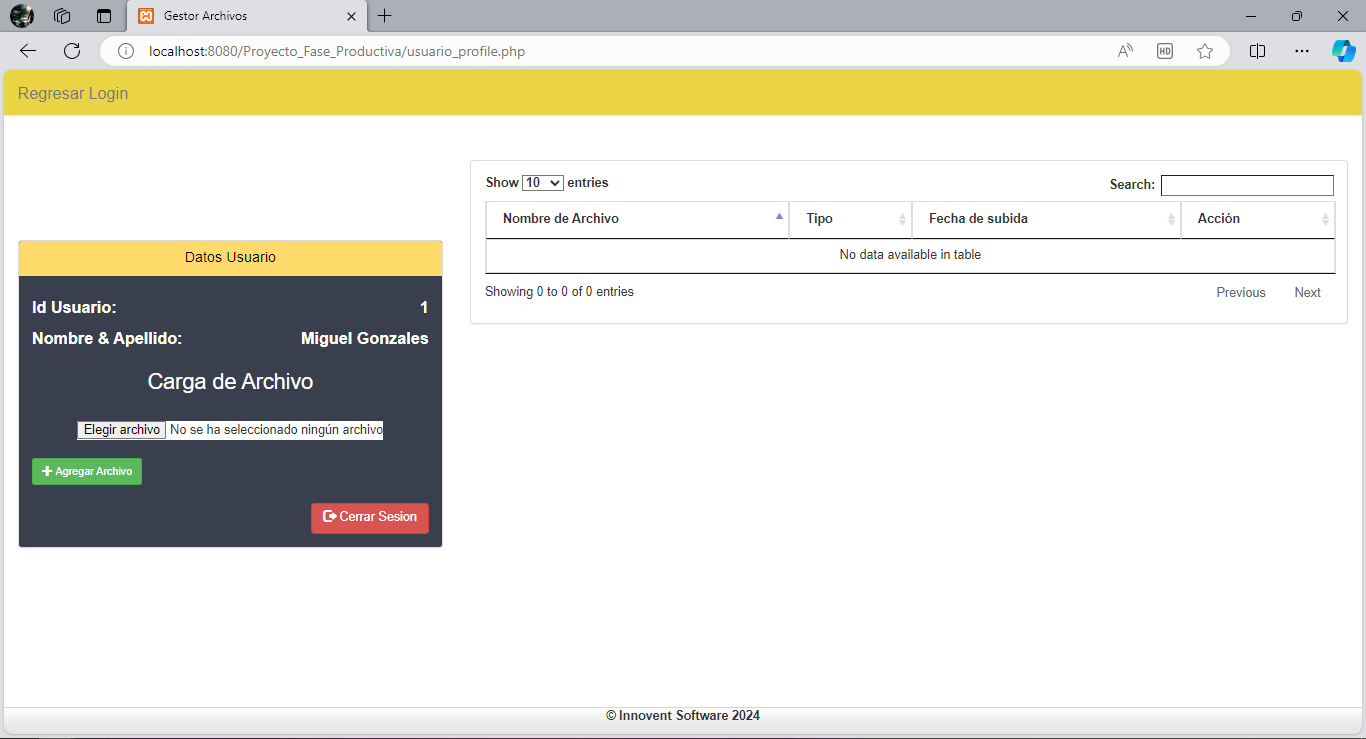 Gestor Archivos
localhost:8080/Proyecto_Fase_Productiva/usuario_profile.php
A
HD
Regresar Login
Show 10 entries
Search:
Nombre de Archivo Tipo Fecha de subida Acción
No data available in table
Showing 0 to 0 of 0 entries
Previous Next
Datos Usuario
Id Usuario: 1
Nombre & Apellido: Miguel Gonzales
Carga de Archivo
Elegir archivo No se ha seleccionado ningún archivo
Agregar Archivo
Cerrar Sesion
© Innovent Software 2024